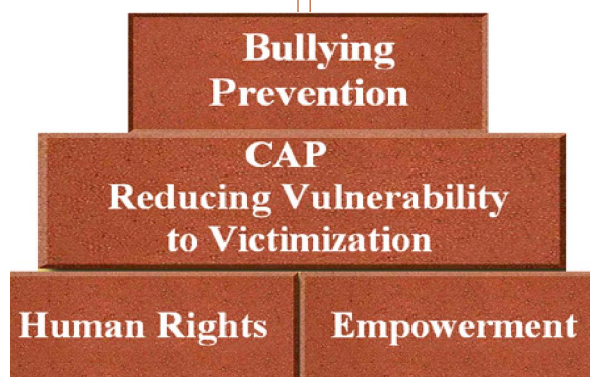 Bullying
Prevention
CAP
Reducing Vulnerability
to Victimization
Human Rights
Empowerment